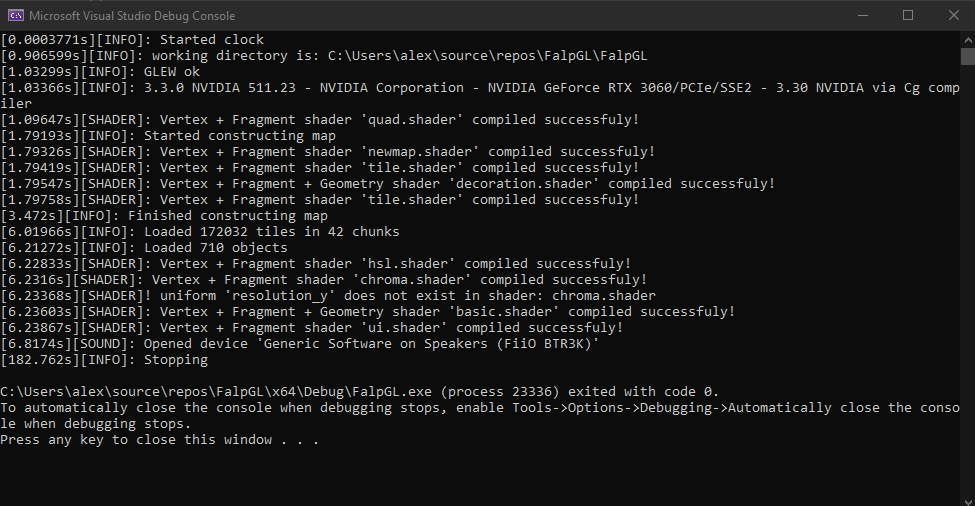 Microsoft Visual Studio Debug Console
[0.0003771s][INFO]: Started clock
[0.906599s][INFO]: working directory is: C:\Users\alex\source\repos\FalpGL\FalpGL
[1.03299s][INFO]: GLEW ok
[1.03366s][INFO]: 3.3.0 NVIDIA 511.23 - NVIDIA Corporation - NVIDIA GeForce RTX 3060/PCIe/SSE2 - 3.30 NVIDIA via Cg comp
iler
[1.09647s][SHADER]: Vertex + Fragment shader 'quad.shader' compiled successfuly!
[1.79193s][INFO]: Started constructing map
[1.79326s][SHADER]: Vertex + Fragment shader 'newmap.shader' compiled successfuly!
[1.79419s][SHADER]: Vertex + Fragment shader 'tile.shader' compiled successfuly!
[1.79547s][SHADER]: Vertex + Fragment + Geometry shader 'decoration.shader' compiled successfuly!
[1.79758s][SHADER]: Vertex + Fragment shader 'tile.shader' compiled successfuly!
[3.472s][INFO]: Finished constructing map
[6.01966s][INFO]: Loaded 172032 tiles in 42 chunks
[6.21272s][INFO]: Loaded 710 objects
[6.22833s][SHADER]: Vertex + Fragment shader 'hsl.shader' compiled successfuly!
[6.2316s][SHADER]: Vertex + Fragment shader 'chroma.shader' compiled successfuly!
[6.23368s][SHADER]! uniform 'resolution_y' does not exist in shader: chroma.shader
[6.23603s][SHADER]: Vertex + Fragment + Geometry shader 'basic.shader' compiled successfuly!
[6.23867s][SHADER]: Vertex + Fragment shader 'ui.shader' compiled successfuly!
[6.8174s][SOUND]: Opened device 'Generic Software on Speakers (FiiO BTR3K)'
[182.762s][INFO]: Stopping
C:\Users\alex\source\repos\FalpGL\x64\Debug\FalpGL.exe (process 23336) exited with code 0.
To automatically close the console when debugging stops, enable Tools->Options->Debugging->Automatically close the conso
le when debugging stops.
Press any key to close this window . . .